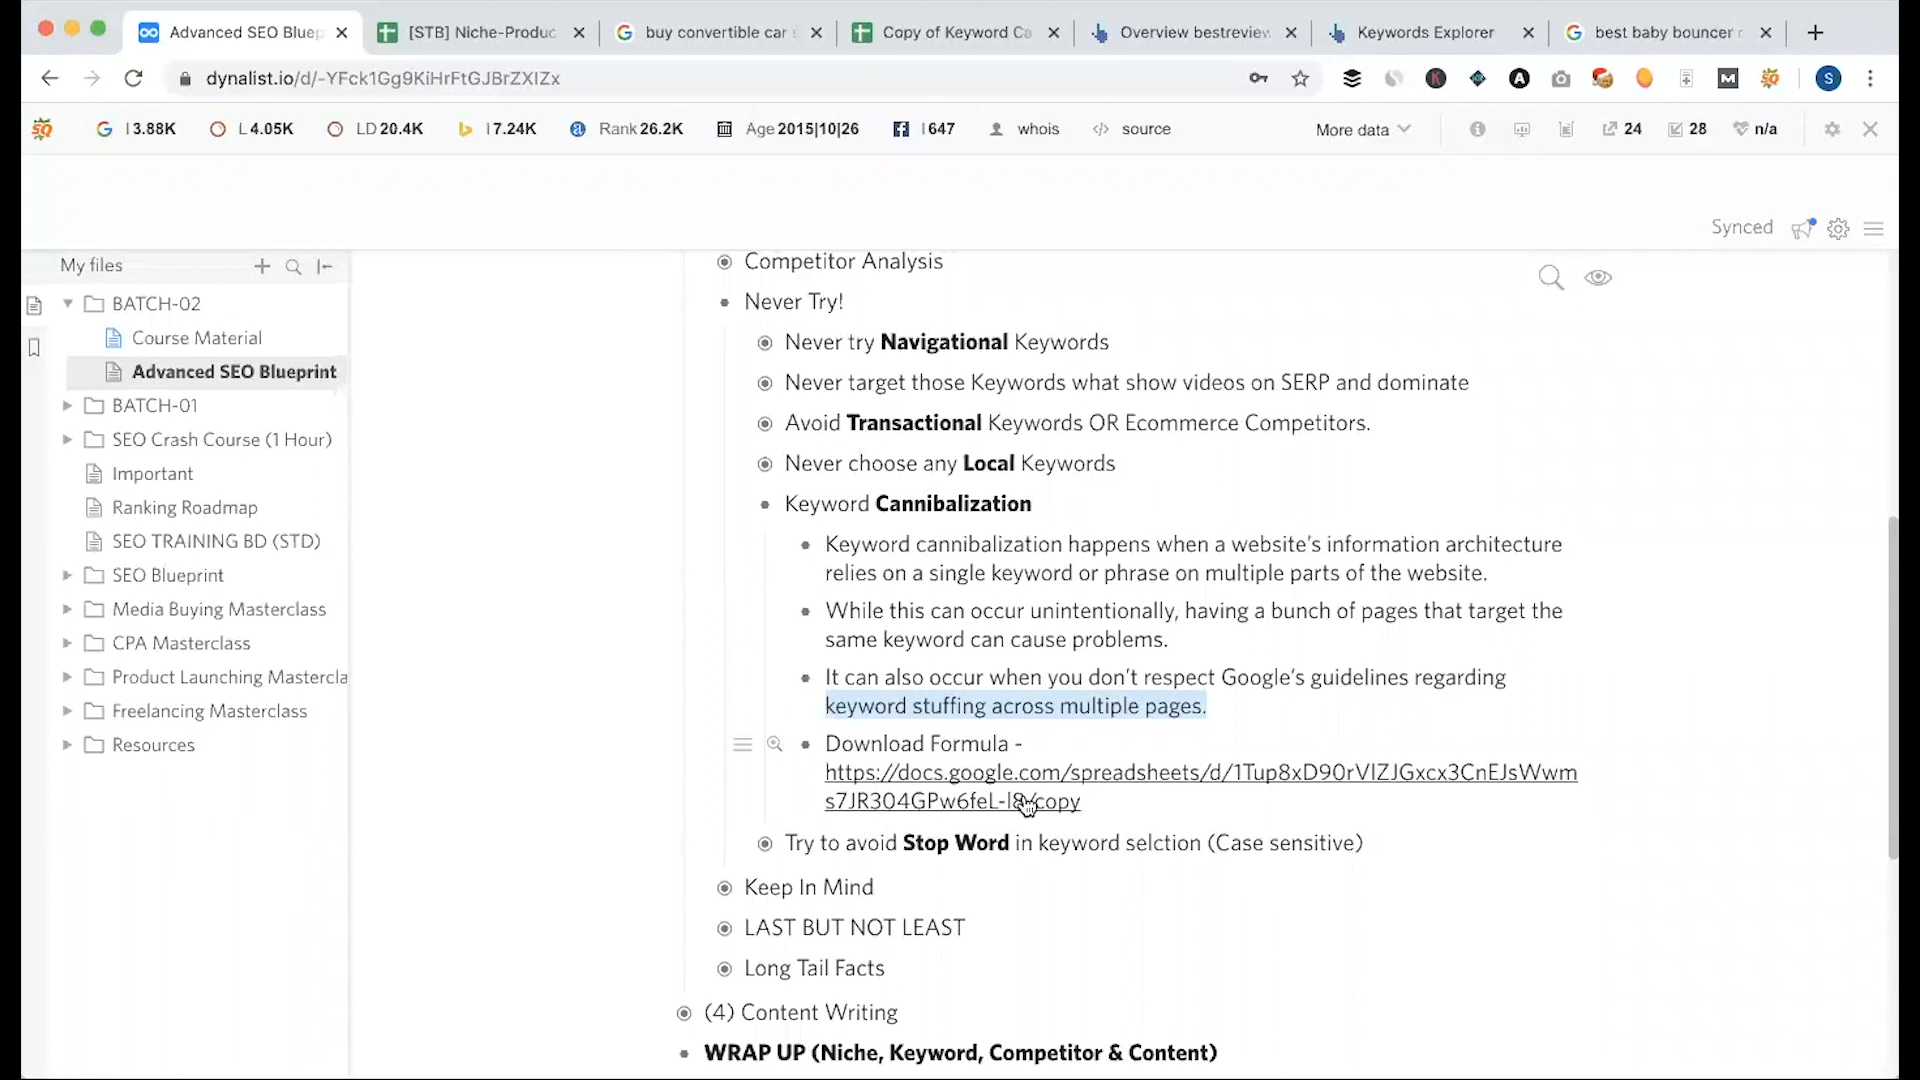 Advanced SEO Bluep
[STB] Niche-Produc
buy convertible car s
Copy of Keyword Ca
Overview bestreview
Keywords Explorer
best baby bouncer r
dynalist.io/d/-YFck1Gg9KiHrFtGJBrZXIZx
I 3.88K
L 4.05K
LD 20.4K
I 7.24K
Rank 26.2K
Age 2015|10|26
I 647
whois
source
More data
24
28
n/a
Synced
My files
BATCH-02
Course Material
Advanced SEO Blueprint
BATCH-01
SEO Crash Course (1 Hour)
Important
Ranking Roadmap
SEO TRAINING BD (STD)
SEO Blueprint
Media Buying Masterclass
CPA Masterclass
Product Launching Mastercla
Freelancing Masterclass
Resources
Competitor Analysis
Never Try!
Never try Navigational Keywords
Never target those Keywords what show videos on SERP and dominate
Avoid Transactional Keywords OR Ecommerce Competitors.
Never choose any Local Keywords
Keyword Cannibalization
Keyword cannibalization happens when a website's information architecture
relies on a single keyword or phrase on multiple parts of the website.
While this can occur unintentionally, having a bunch of pages that target the
same keyword can cause problems.
It can also occur when you don't respect Google's guidelines regarding
keyword stuffing across multiple pages.
Download Formula -
https://docs.google.com/spreadsheets/d/1Tup8xD90rVlZJGxcx3CnEJsWwm
s7JR304GPw6feL-l8/copy
Try to avoid Stop Word in keyword selction (Case sensitive)
Keep In Mind
LAST BUT NOT LEAST
Long Tail Facts
(4) Content Writing
WRAP UP (Niche, Keyword, Competitor & Content)